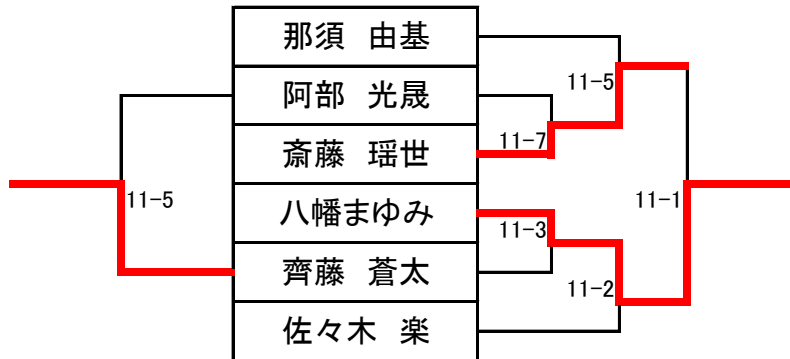 那須　由基
11-5
阿部　光晟
11-7
斎藤　瑶世
11-5
八幡まゆみ
11-1
11-3
齊藤　蒼太
11-2
佐々木 楽